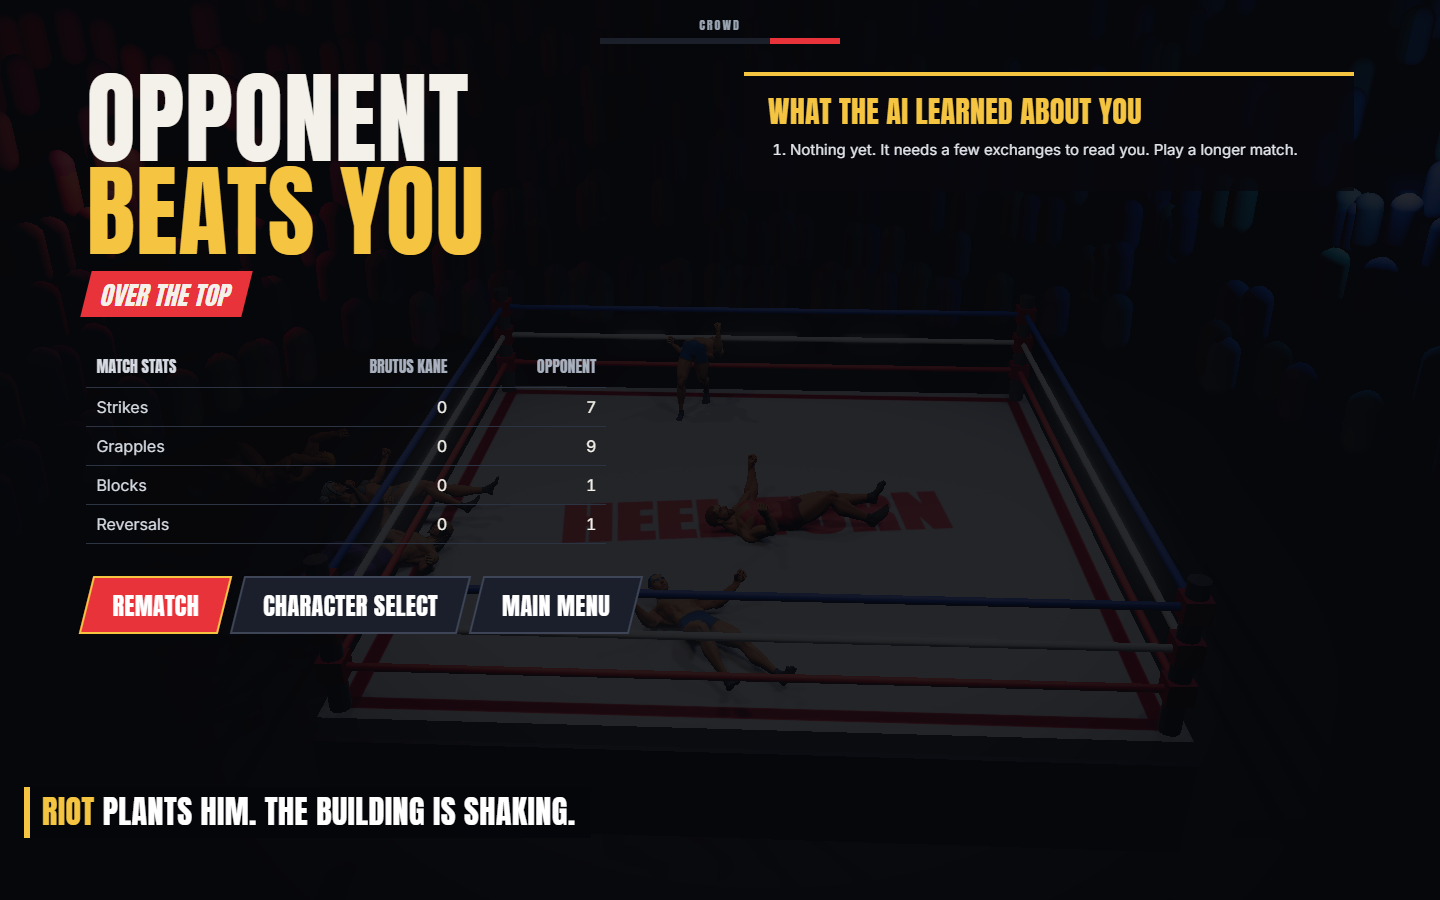 CROWD
OPPONENT
BEATS YOU
OVER THE TOP
WHAT THE AI LEARNED ABOUT YOU
1. Nothing yet. It needs a few exchanges to read you. Play a longer match.
MATCH STATS BRUTUS KANE OPPONENT
Strikes 0 7
Grapples 0 9
Blocks 0 1
Reversals 0 1
REMATCH CHARACTER SELECT MAIN MENU
RIOT PLANTS HIM. THE BUILDING IS SHAKING.